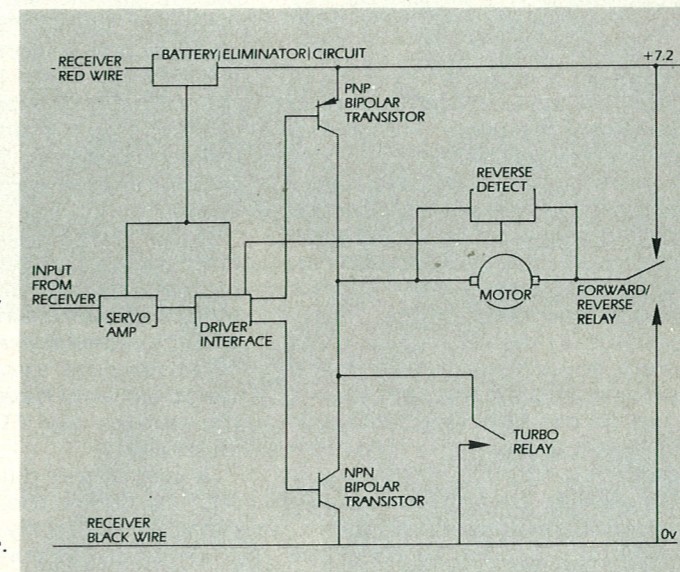 BATTERY ELIMINATOR CIRCUIT
RECEIVER
RED WIRE
+7.2
PNP
BIPOLAR
TRANSISTOR
REVERSE
DETECT
INPUT
FROM
RECEIVER
SERVO
AMP
DRIVER
INTERFACE
MOTOR
FORWARD/
REVERSE
RELAY
TURBO
RELAY
NPN
BIPOLAR
TRANSISTOR
RECEIVER
BLACK WIRE
0v